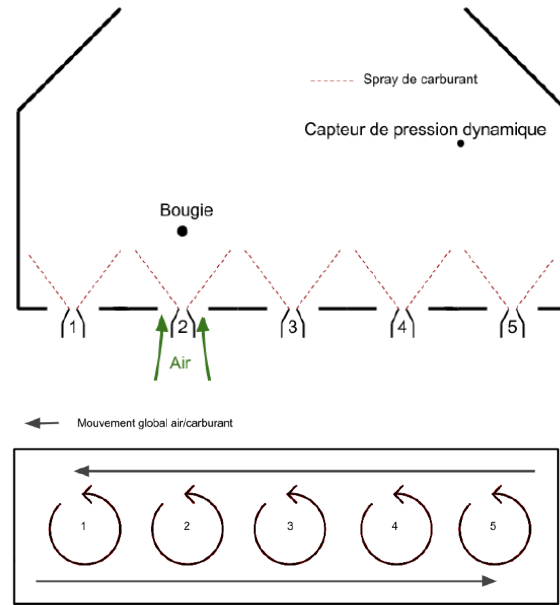 Spray de carburant
Capteur de pression dynamique
Bougie
1 2 3 4 5
Air
Mouvement global air/carburant
1 2 3 4 5